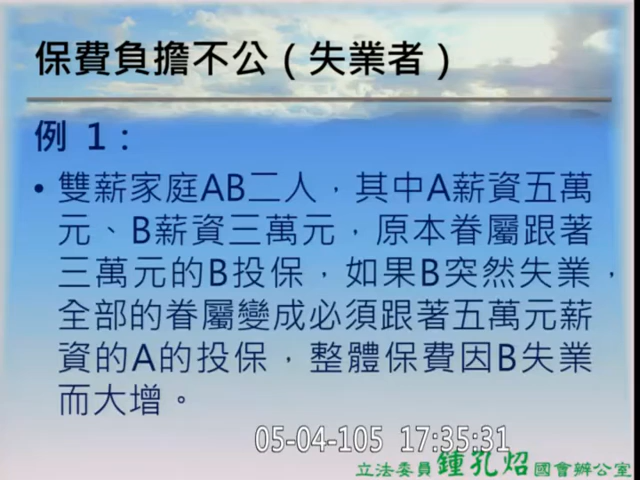 保費負擔不公（失業者）
例 1：
• 雙薪家庭AB二人，其中A薪資五萬
元、B薪資三萬元，原本眷屬跟著
三萬元的B投保，如果B突然失業，
全部的眷屬變成必須跟著五萬元薪
資的A的投保，整體保費因B失業
而大增。
05-04-105 17:35:31
立法委員鍾孔炤國會辦公室